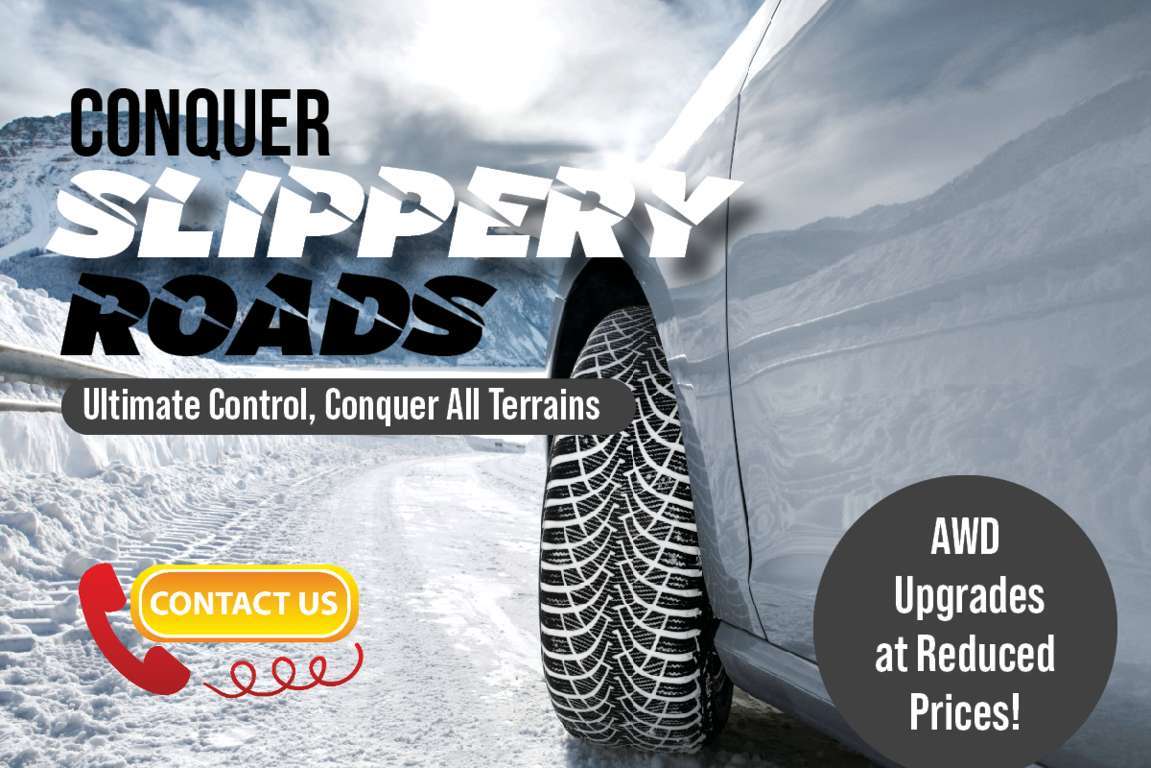 CONQUER
SLIPPERY
ROADS
Ultimate Control, Conquer All Terrains
CONTACT US
AWD
Upgrades
at Reduced
Prices!